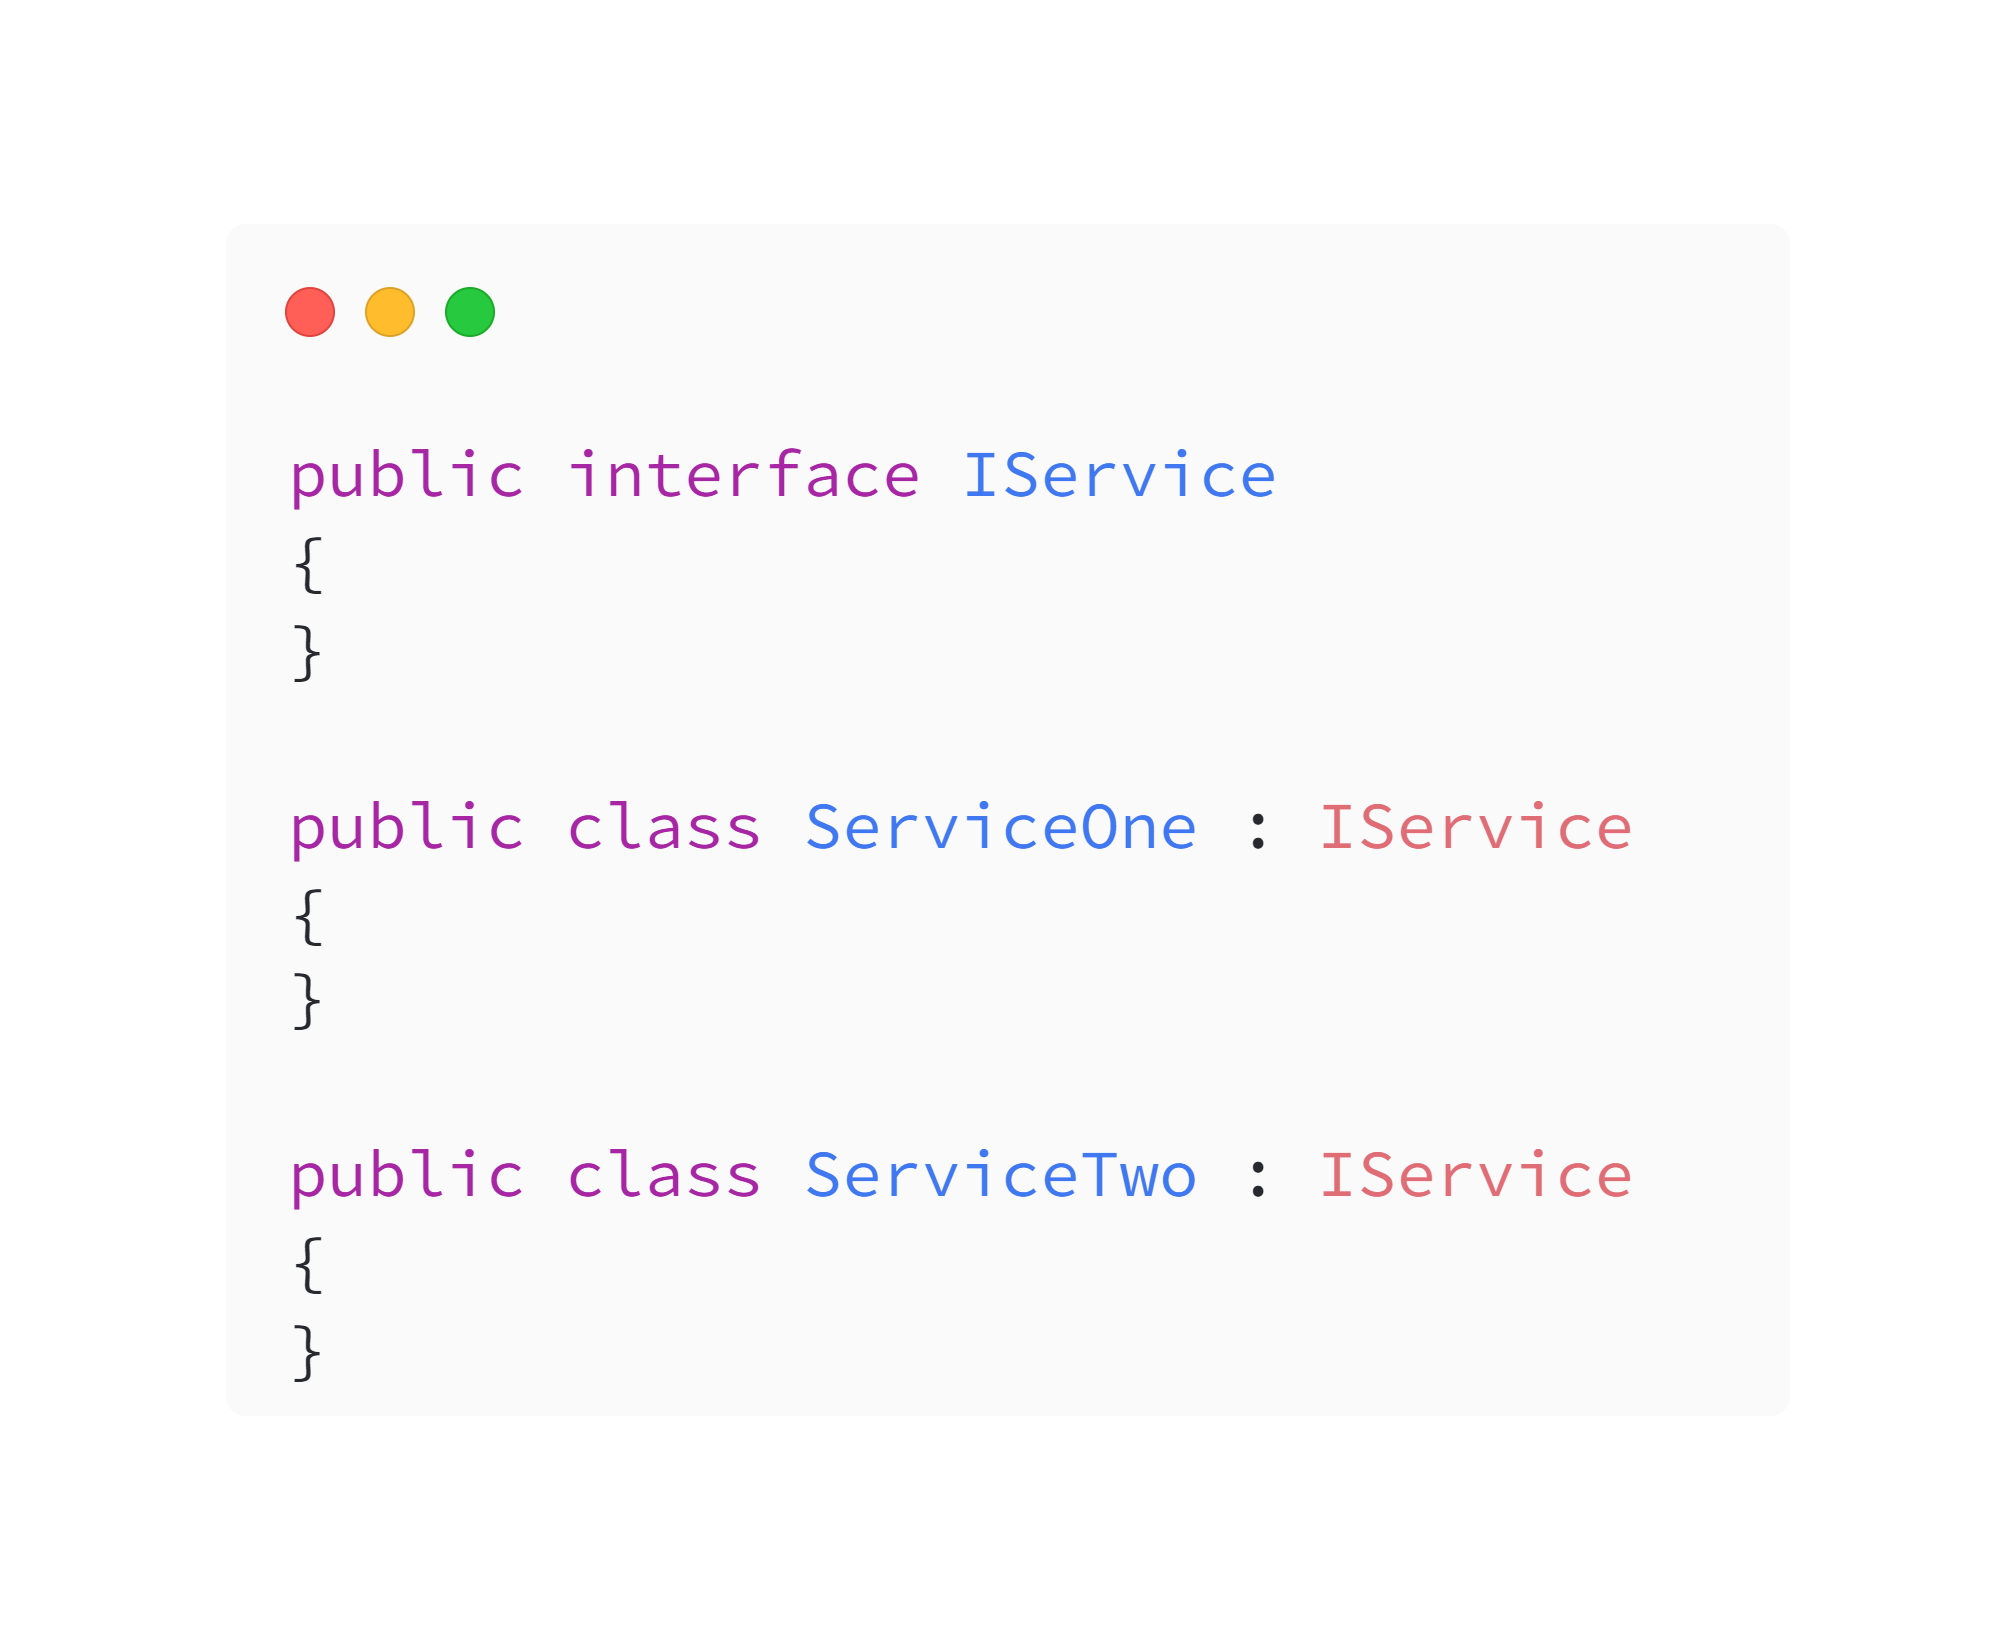 public interface IService
{
}
public class ServiceOne : IService
{
}
public class ServiceTwo : IService
{
}